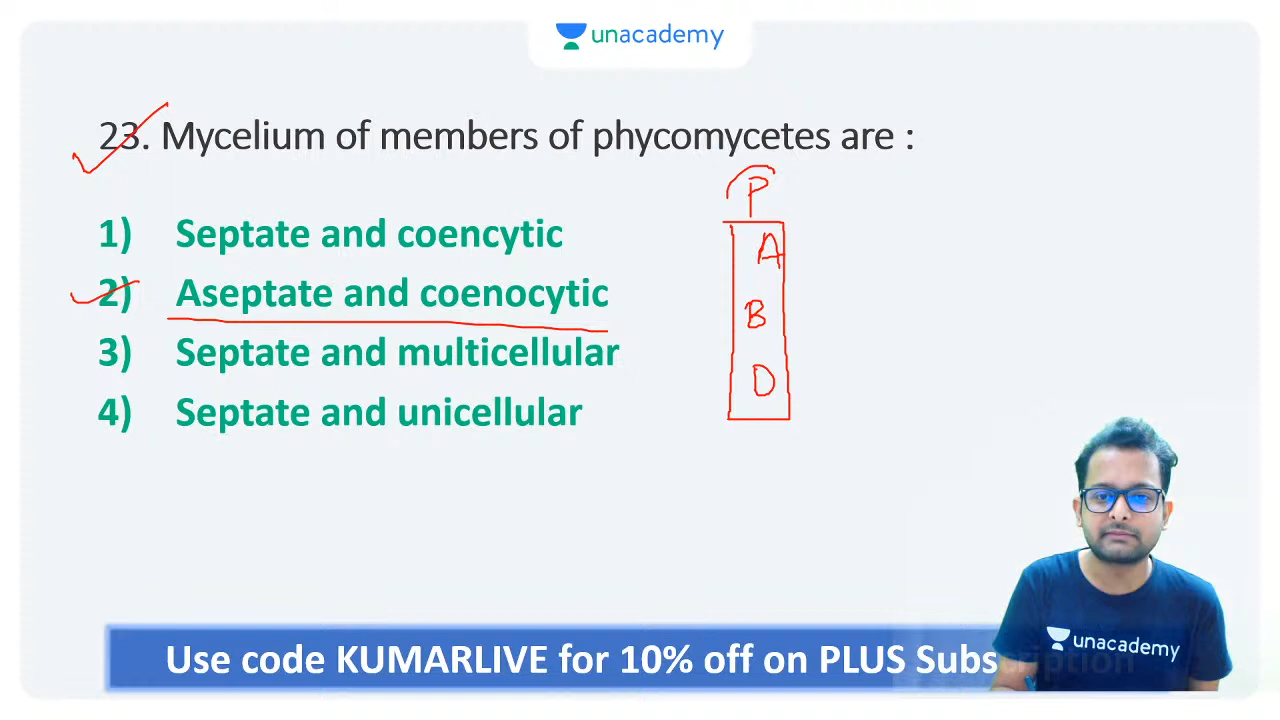 unacademy
23. Mycelium of members of phycomycetes are :
P
1) Septate and coencytic
A
2) Aseptate and coenocytic
B
3) Septate and multicellular
D
4) Septate and unicellular
unacademy
Use code KUMARLIVE for 10% off on PLUS Subscription